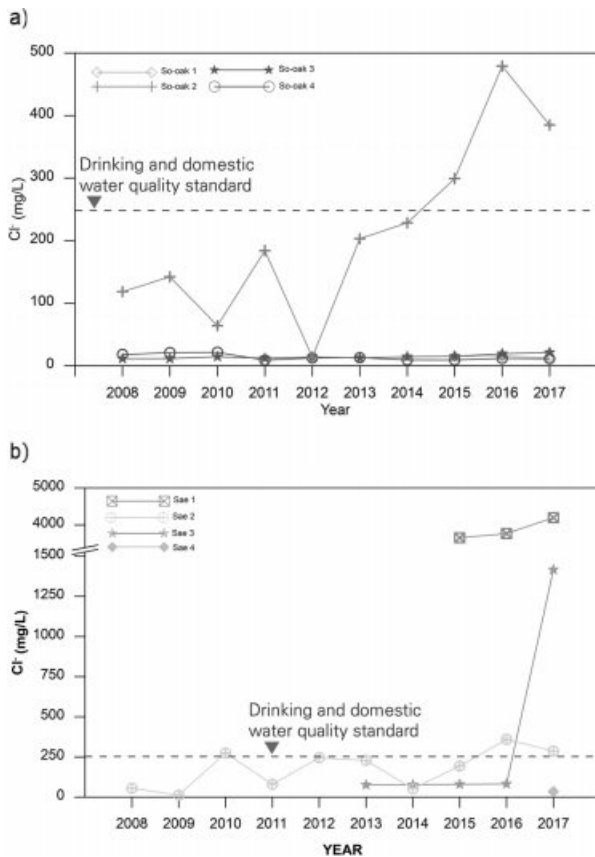 a)
500
So-oak 1
So-oak 3
So-oak 2
So-oak 4
400
Drinking and domestic
water quality standard
300
Cl⁻ (mg/L)
200
100
0
2008 2009 2010 2011 2012 2013 2014 2015 2016 2017
Year
b)
5000
Sae 1
Sae 2
4000
Sae 3
1500
Sae 4
1250
Cl⁻ (mg/L)
1000
750
Drinking and domestic
500
water quality standard
250
0
2008 2009 2010 2011 2012 2013 2014 2015 2016 2017
YEAR